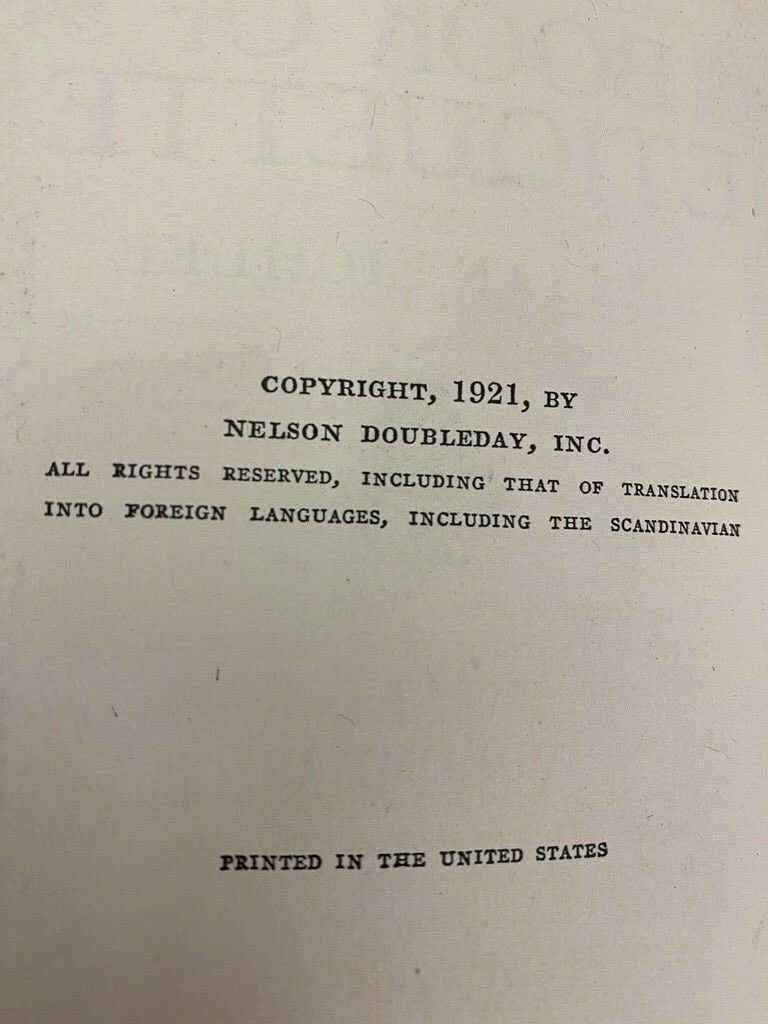 COPYRIGHT, 1921, BY
NELSON DOUBLEDAY, INC.
ALL RIGHTS RESERVED, INCLUDING THAT OF TRANSLATION
INTO FOREIGN LANGUAGES, INCLUDING THE SCANDINAVIAN
PRINTED IN THE UNITED STATES